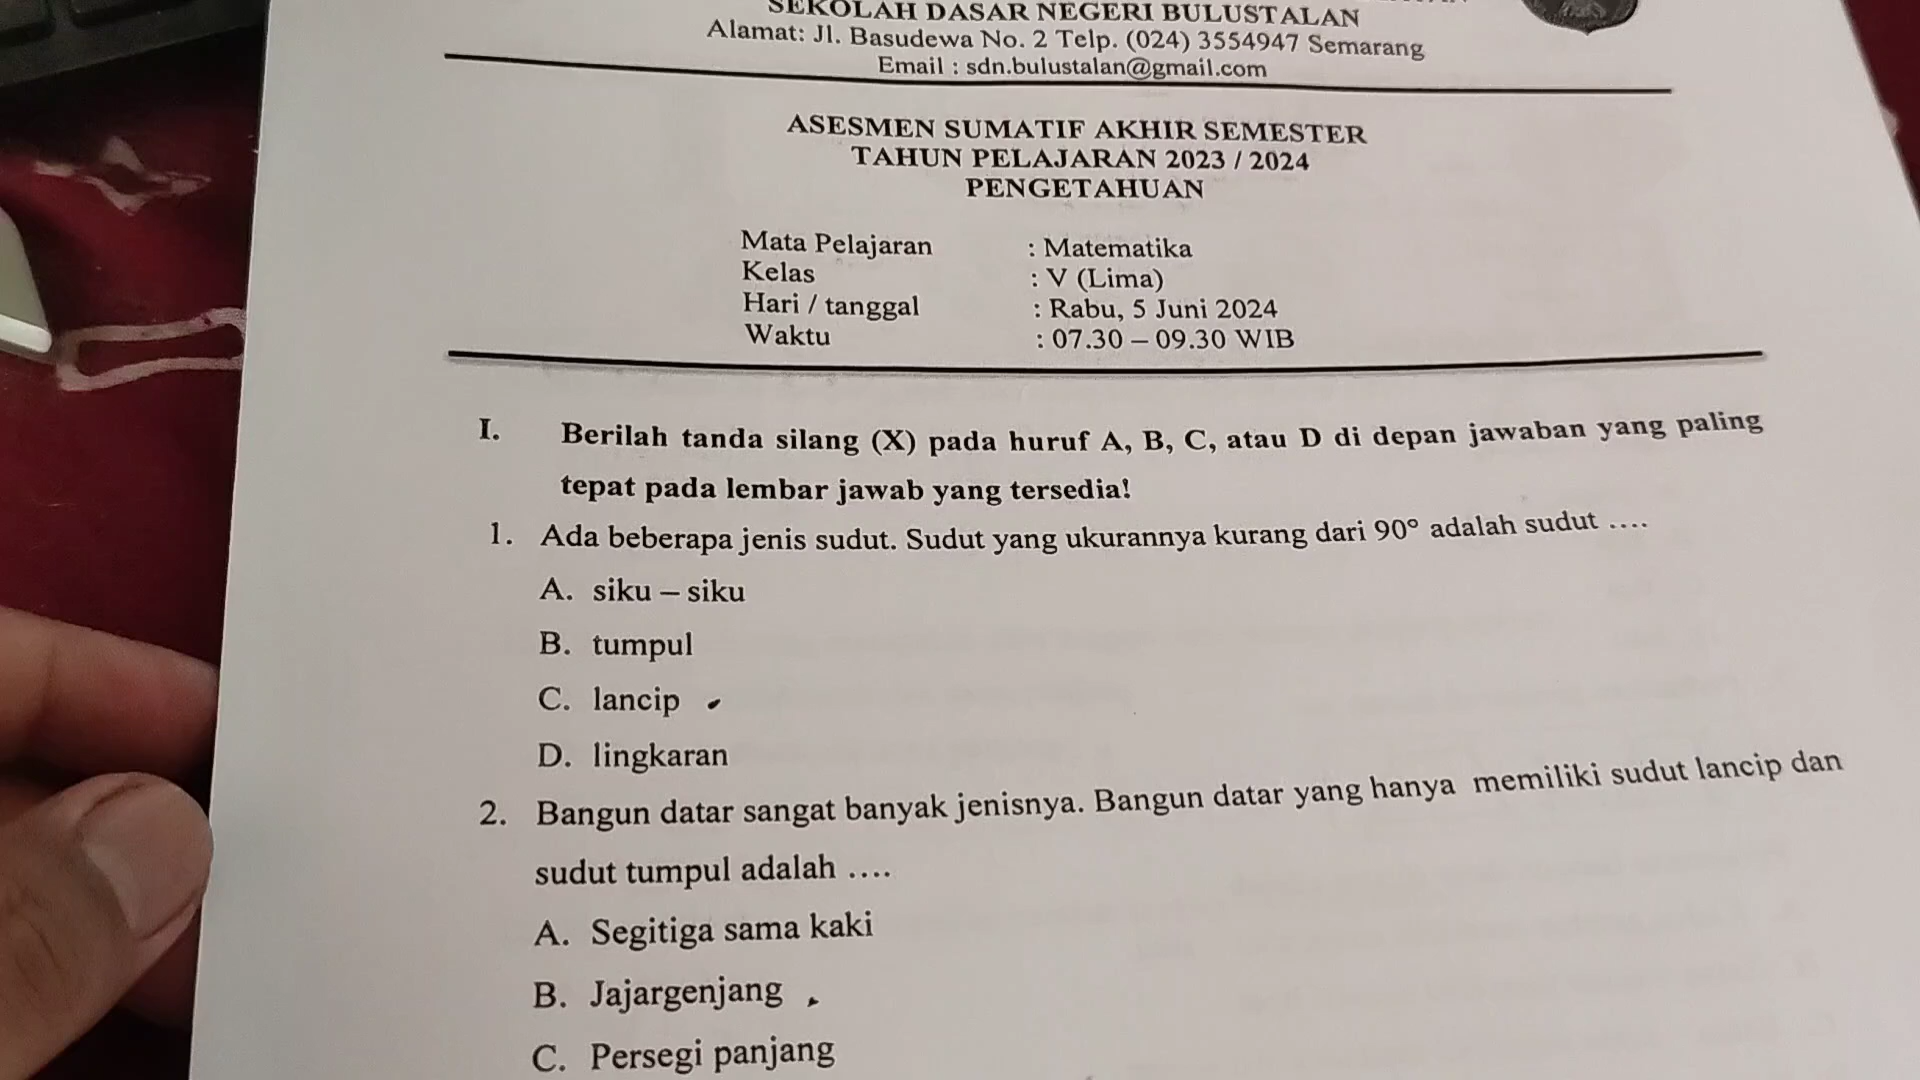 SEKOLAH DASAR NEGERI BULUSTALAN
Alamat: Jl. Basudewa No. 2 Telp. (024) 3554947 Semarang
Email : sdn.bulustalan@gmail.com
ASESMEN SUMATIF AKHIR SEMESTER
TAHUN PELAJARAN 2023 / 2024
PENGETAHUAN
Mata Pelajaran : Matematika
Kelas : V (Lima)
Hari / tanggal : Rabu, 5 Juni 2024
Waktu : 07.30 – 09.30 WIB
I. Berilah tanda silang (X) pada huruf A, B, C, atau D di depan jawaban yang paling
tepat pada lembar jawab yang tersedia!
1. Ada beberapa jenis sudut. Sudut yang ukurannya kurang dari 90° adalah sudut ....
A. siku – siku
B. tumpul
C. lancip
D. lingkaran
2. Bangun datar sangat banyak jenisnya. Bangun datar yang hanya memiliki sudut lancip dan
sudut tumpul adalah ....
A. Segitiga sama kaki
B. Jajargenjang
C. Persegi panjang